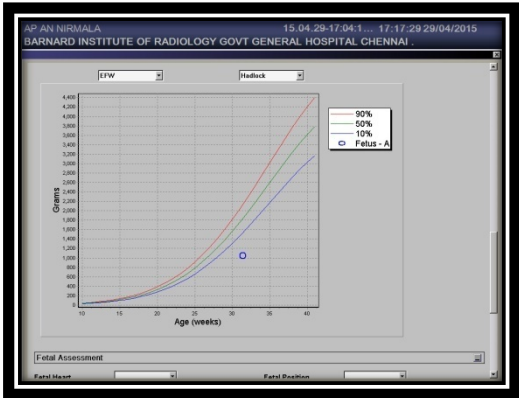 AP AN NIRMALA 15.04.29-17:04:1... 17:17:29 29/04/2015
BARNARD INSTITUTE OF RADIOLOGY GOVT GENERAL HOSPITAL CHENNAI .
EFW Hadlock
4,400
4,200
4,000
3,800
3,600
3,400
3,200
3,000
2,800
2,600
2,400
2,200
2,000
1,800
1,600
1,400
1,200
1,000
800
600
400
200
0
Grams
10 15 20 25 30 35 40
Age (weeks)
90%
50%
10%
Fetus - A
Fetal Assessment
Fetal Heart Fetal Position